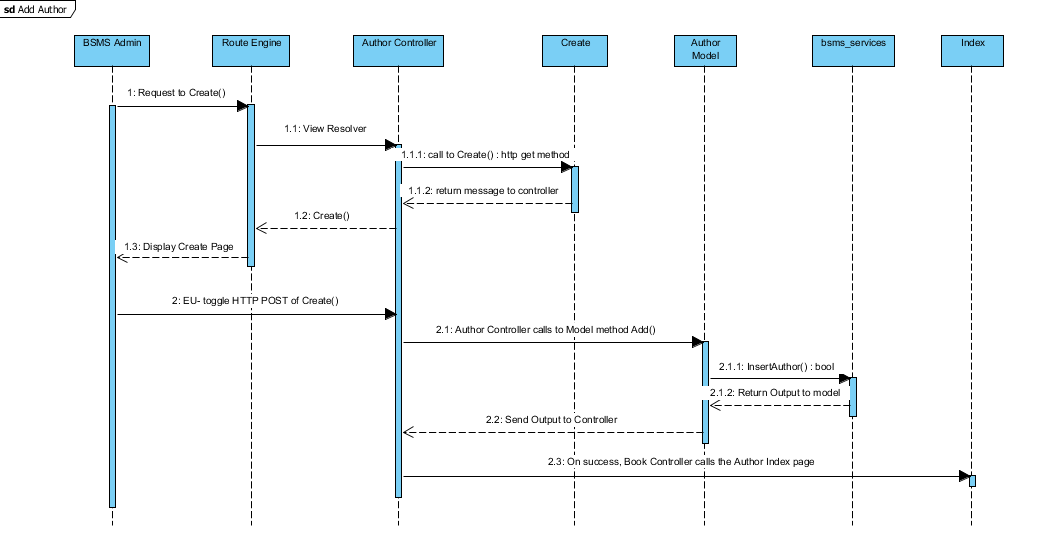 sd Add Author
BSMS Admin
Route Engine
Author Controller
Create
Author
Model
bsms_services
Index
1: Request to Create()
1.1: View Resolver
1.1.1: call to Create() : http get method
1.1.2: return message to controller
1.2: Create()
1.3: Display Create Page
2: EU- toggle HTTP POST of Create()
2.1: Author Controller calls to Model method Add()
2.1.1: InsertAuthor() : bool
2.1.2: Return Output to model
2.2: Send Output to Controller
2.3: On success, Book Controller calls the Author Index page